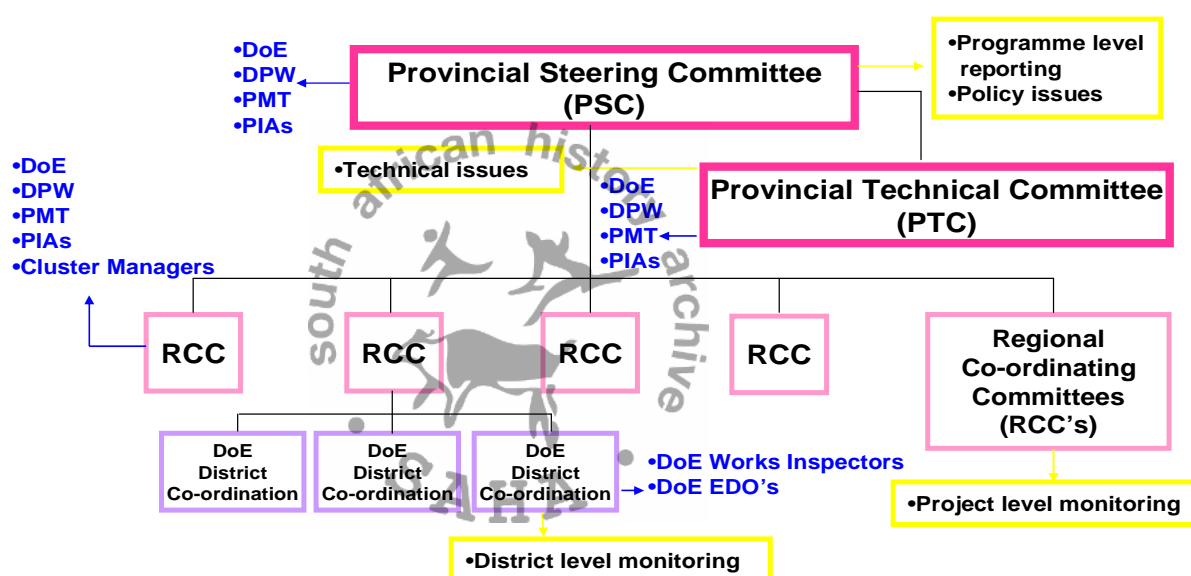 •DoE
•DPW
•PMT
•PIAs
Provincial Steering Committee
(PSC)
•Programme level
reporting
•Policy issues
•Technical issues
•DoE
•DPW
•PMT
•PIAs
Provincial Technical Committee
(PTC)
•DoE
•DPW
•PMT
•PIAs
•Cluster Managers
RCC
RCC
RCC
RCC
Regional
Co-ordinating
Committees
(RCC's)
DoE
District
Co-ordination
DoE
District
Co-ordination
DoE
District
Co-ordination
•DoE Works Inspectors
•DoE EDO's
•Project level monitoring
•District level monitoring
south african history archive
• SAHA •